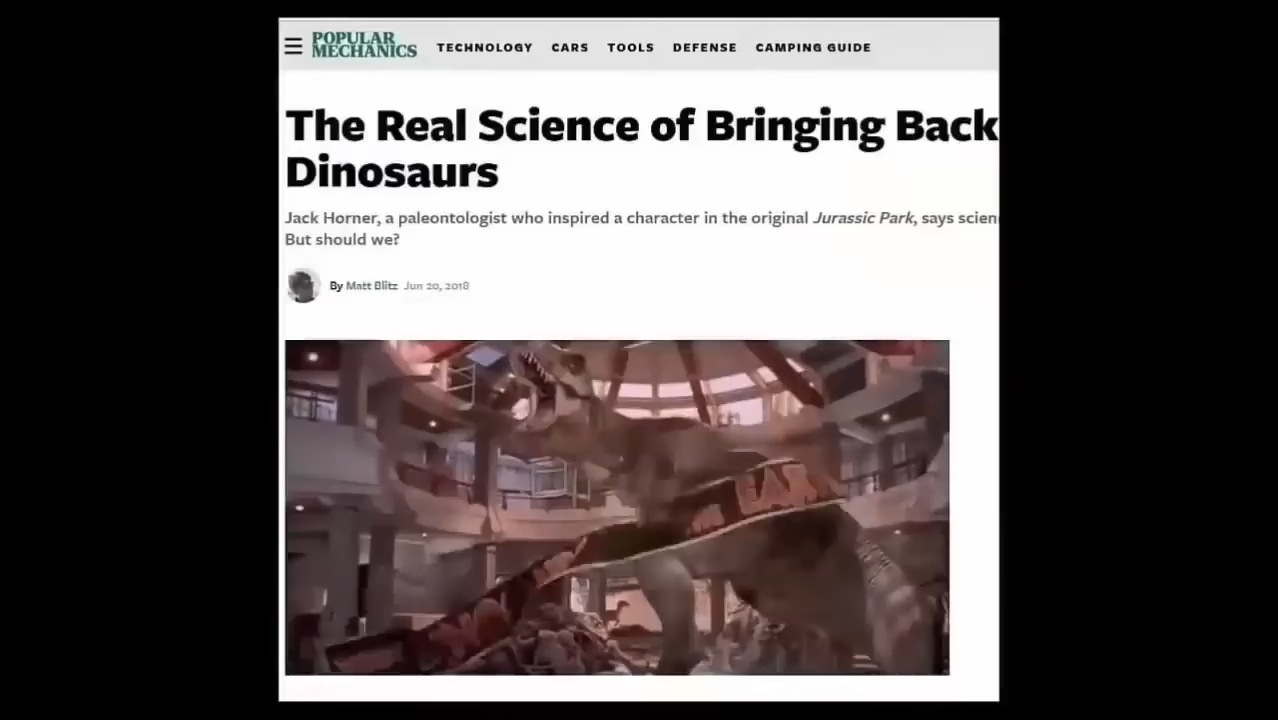 POPULAR
MECHANICS
TECHNOLOGY CARS TOOLS DEFENSE CAMPING GUIDE
The Real Science of Bringing Back
Dinosaurs
Jack Horner, a paleontologist who inspired a character in the original Jurassic Park, says scien
But should we?
By Matt Blitz Jun 20, 2018